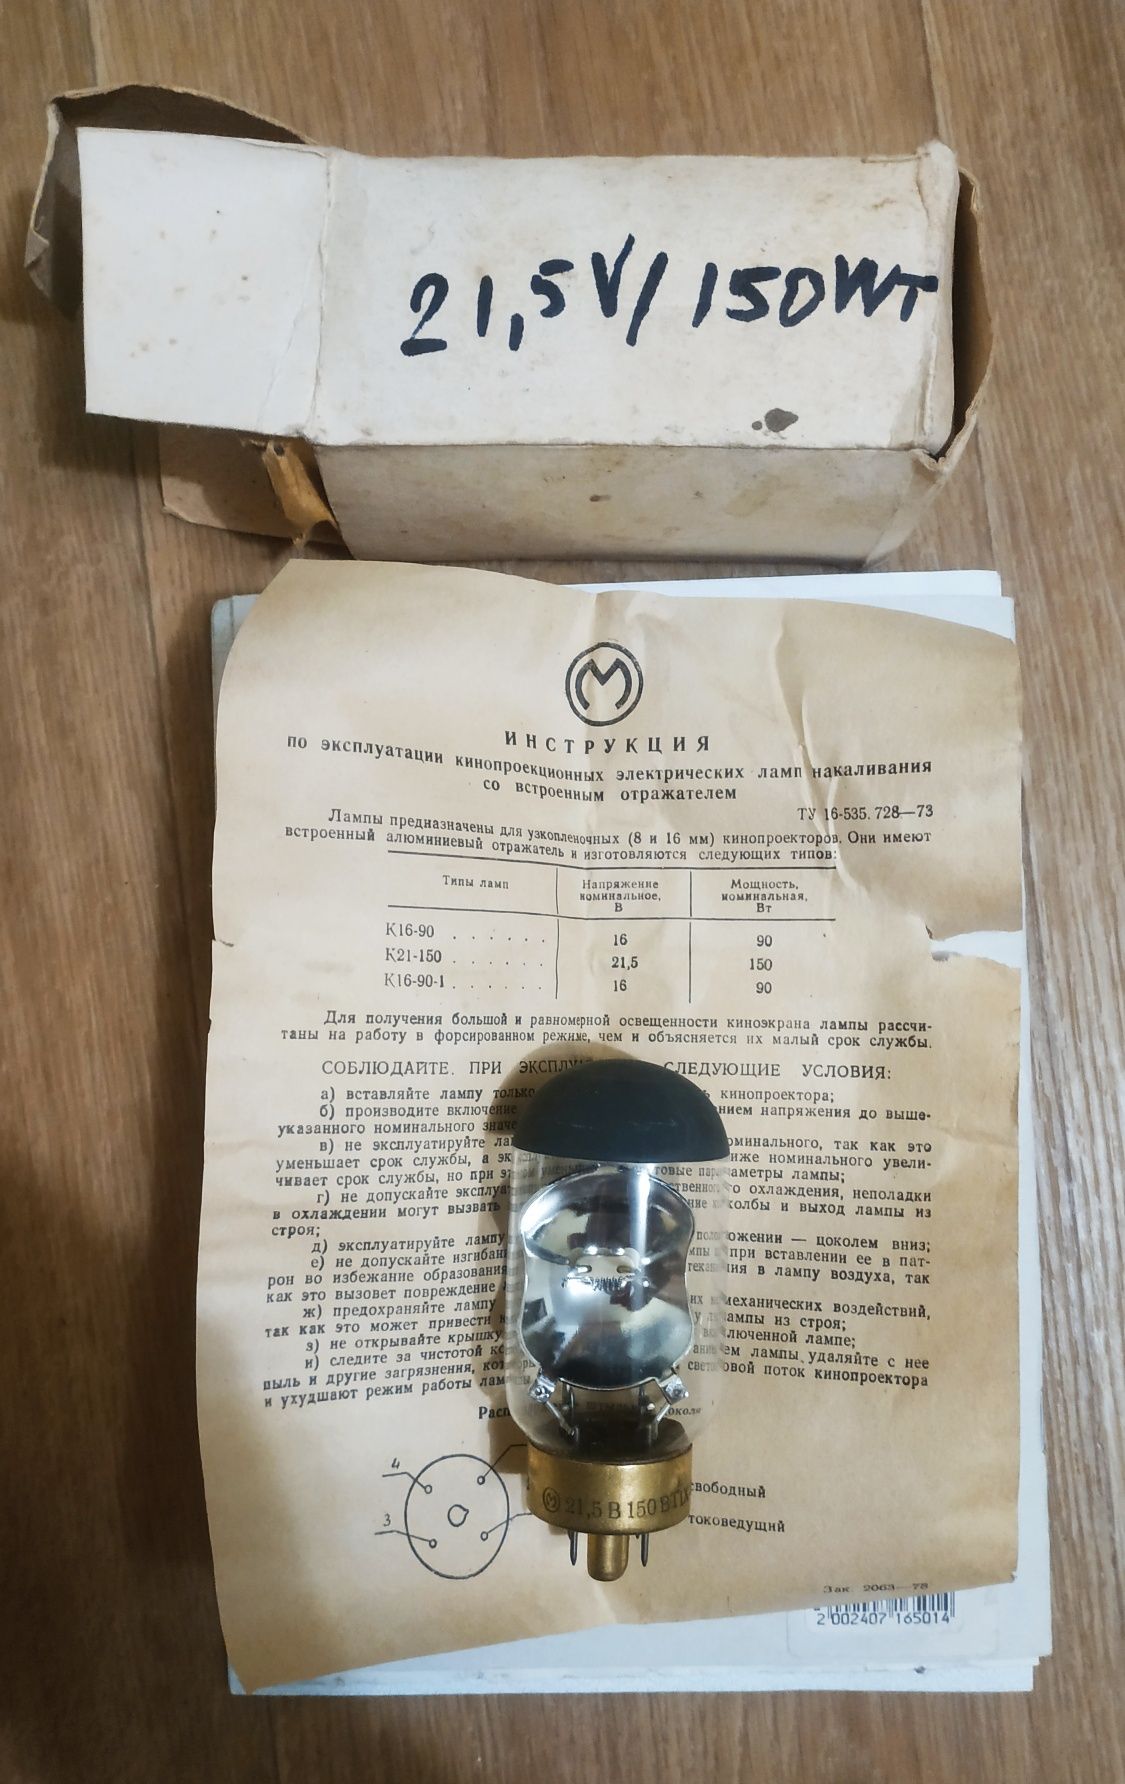 21,5V/150WT
ИНСТРУКЦИЯ
по эксплуатации кинопроекционных электрических ламп накаливания
со встроенным отражателем
ТУ 16-535. 728—73
Лампы предназначены для узкопленочных (8 и 16 мм) кинопроекторов. Они имеют
встроенный алюминиевый отражатель и изготовляются следующих типов:
Типы ламп Напряжение номинальное, В Мощность, номинальная, Вт
К16-90 . . . . . . 16 90
К21-150 . . . . . . 21,5 150
К16-90-1 . . . . . 16 90
Для получения большой и равномерной освещенности киноэкрана лампы рассчи-
таны на работу в форсированном режиме, чем и объясняется их малый срок службы.
СОБЛЮДАЙТЕ. ПРИ СЛЕДУЮЩИЕ УСЛОВИЯ:
а) вставляйте лампу только кинопроектора;
б) производите включение напряжения до выше-
указанного номинального
в) не эксплуатируйте так как это
уменьшает срок службы, а номинального увели-
чивает срок службы, но при параметры лампы;
г) не допускайте охлаждения, неполадки
в охлаждении могут вызвать колбы и выход лампы из
строя;
д) эксплуатируйте лампу — цоколем вниз;
е) не допускайте при вставлении ее в пат-
рон во избежание образования в лампу воздуха, так
как это вызовет повреждение
ж) предохраняйте лампу механических воздействий,
так как это может привести лампы из строя;
з) не открывайте крышку лампе;
и) следите за чистотой лампы удаляйте с нее
пыль и другие загрязнения, световой поток кинопроектора
и ухудшают режим работы
4
свободный
3
токоведущий
21,5 В 150 Вт
Зак. 2063—78
2 002407 165014